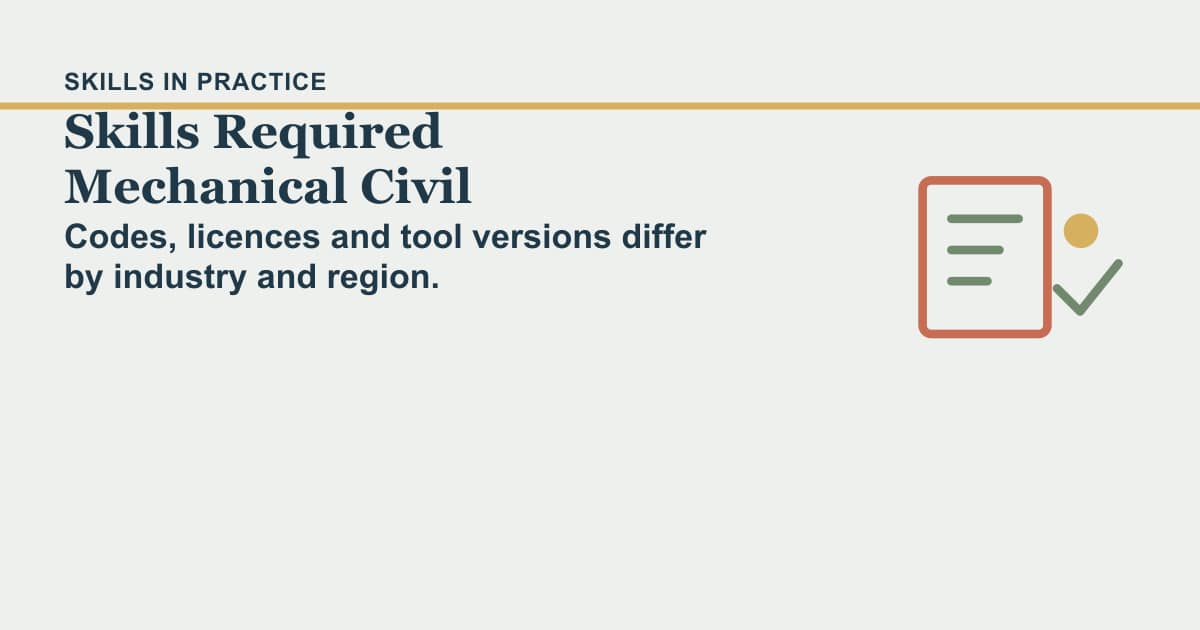 SKILLS IN PRACTICE
Skills Required
Mechanical Civil
Codes, licences and tool versions differ
by industry and region.